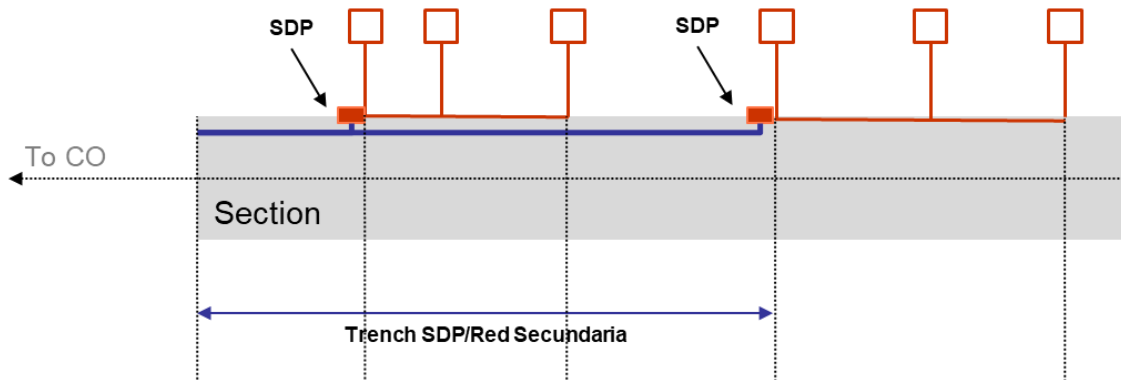 SDP
SDP
To CO
Section
Trench SDP/Red Secundaria